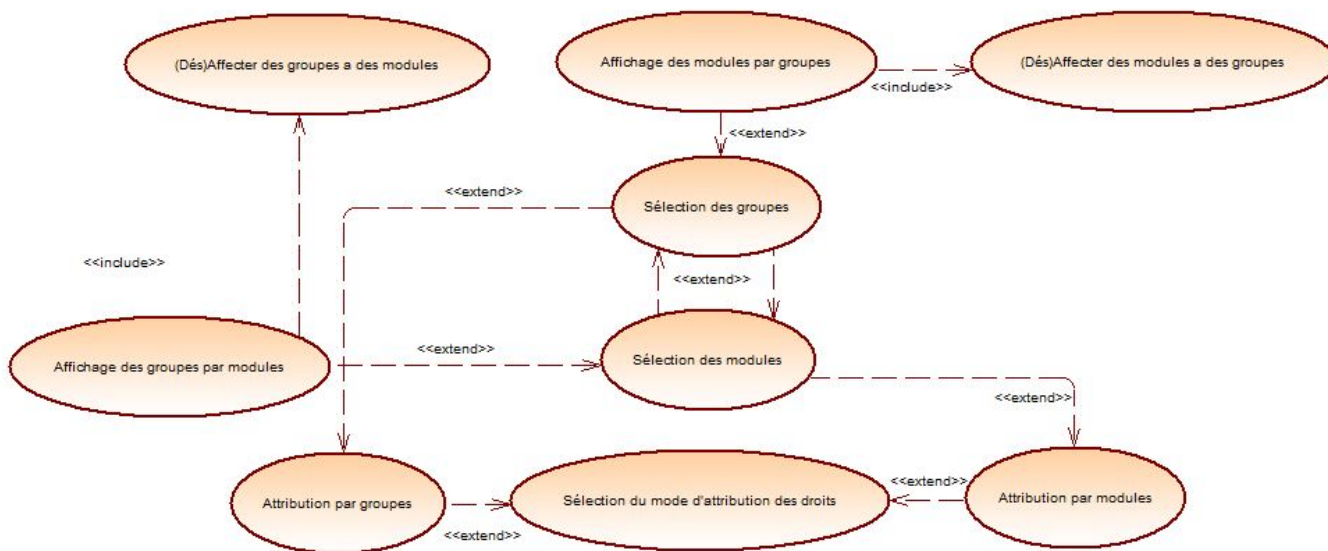 (Dés)Affecter des groupes a des modules
Affichage des modules par groupes
(Dés)Affecter des modules a des groupes
<<include>>
<<extend>>
<<extend>>
Sélection des groupes
<<include>>
<<extend>>
Affichage des groupes par modules
<<extend>>
Sélection des modules
<<extend>>
<<extend>>
Attribution par groupes
Sélection du mode d'attribution des droits
Attribution par modules
<<extend>>